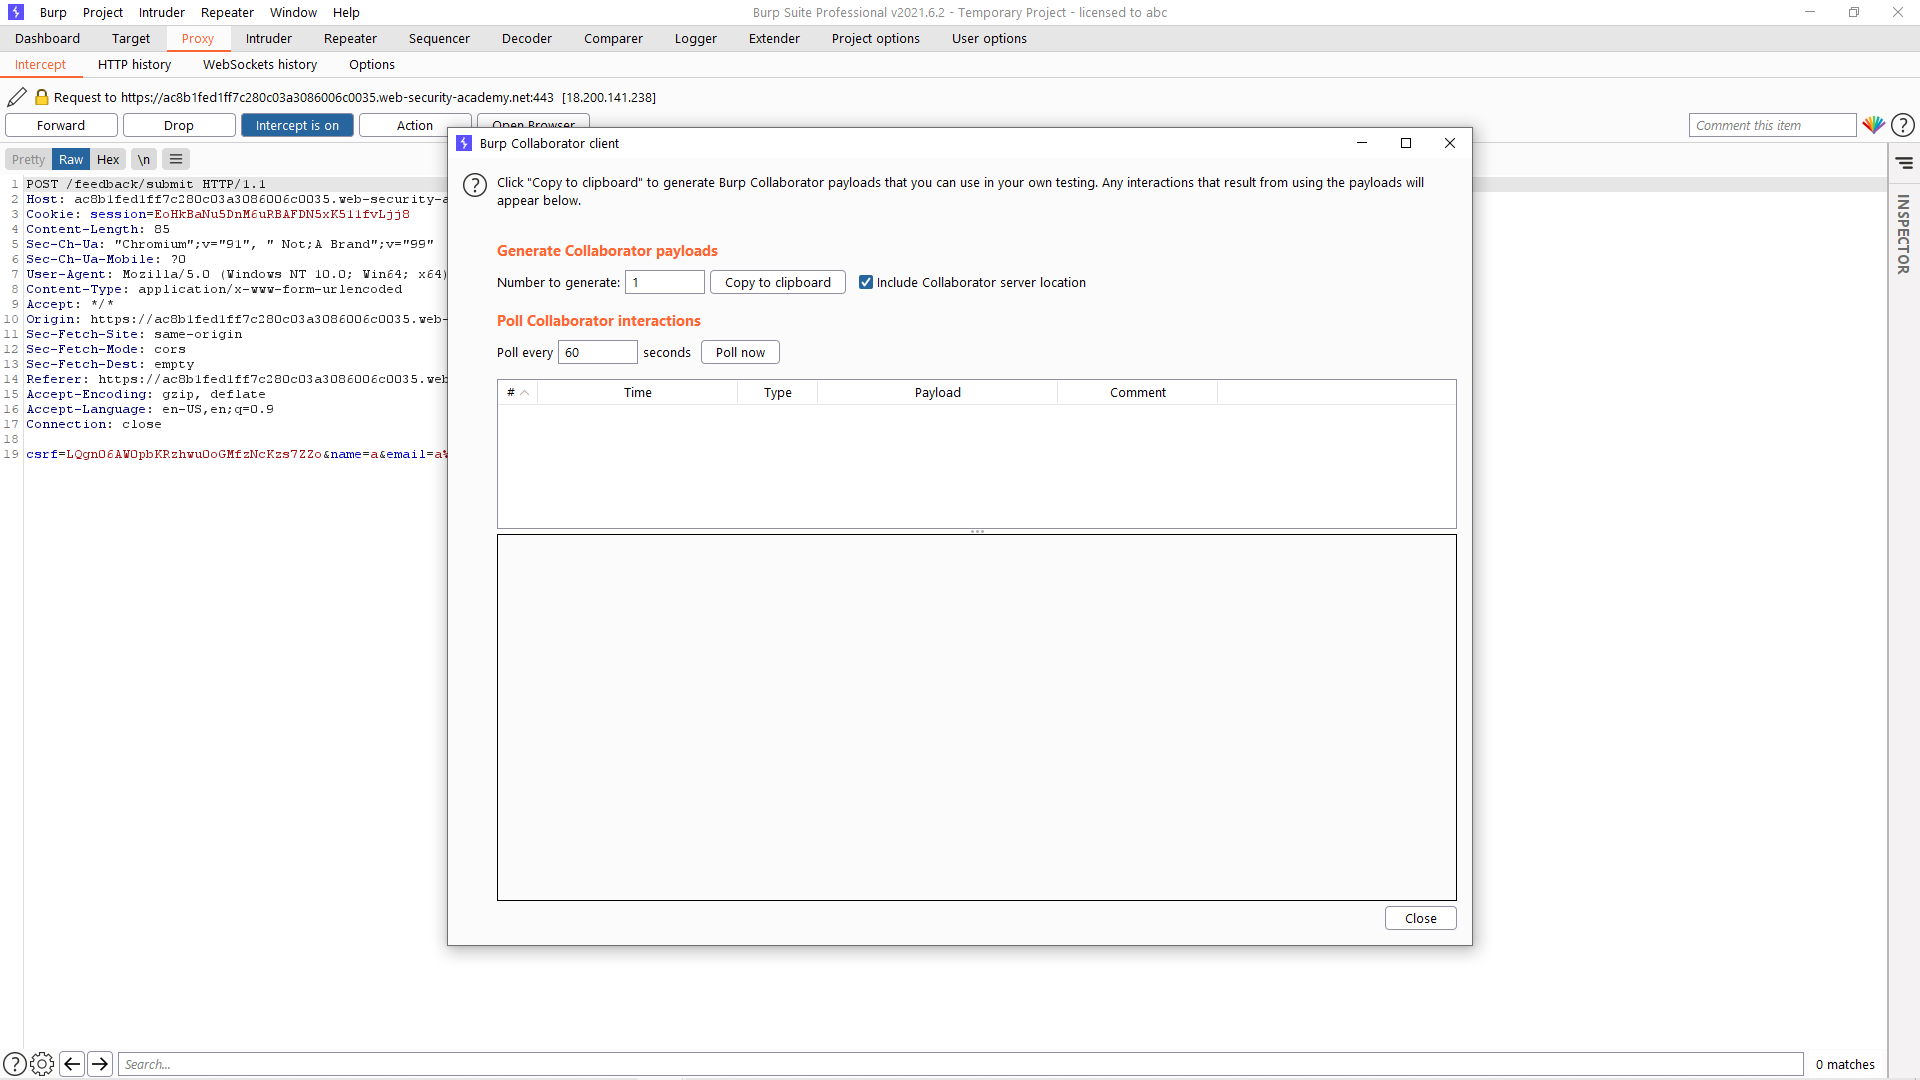 Burp Project Intruder Repeater Window Help
Burp Suite Professional v2021.6.2 - Temporary Project - licensed to abc
Dashboard Target Proxy Intruder Repeater Sequencer Decoder Comparer Logger Extender Project options User options
Intercept HTTP history WebSockets history Options
Request to https://ac8b1fed1ff7c280c03a3086006c0035.web-security-academy.net:443 [18.200.141.238]
Forward Drop Intercept is on Action Open Browser
Comment this item
?
Pretty Raw Hex \n
INSPECTOR
1 POST /feedback/submit HTTP/1.1
2 Host: ac8b1fed1ff7c280c03a3086006c0035.web-security-a
3 Cookie: session=EoHkBaNu5DnM6uRBAFDN5xK511fvLjj8
4 Content-Length: 85
5 Sec-Ch-Ua: "Chromium";v="91", " Not;A Brand";v="99"
6 Sec-Ch-Ua-Mobile: ?0
7 User-Agent: Mozilla/5.0 (Windows NT 10.0; Win64; x64)
8 Content-Type: application/x-www-form-urlencoded
9 Accept: */*
10 Origin: https://ac8b1fed1ff7c280c03a3086006c0035.web-
11 Sec-Fetch-Site: same-origin
12 Sec-Fetch-Mode: cors
13 Sec-Fetch-Dest: empty
14 Referer: https://ac8b1fed1ff7c280c03a3086006c0035.web
15 Accept-Encoding: gzip, deflate
16 Accept-Language: en-US,en;q=0.9
17 Connection: close
18
19 csrf=LQgnO6AWOpbKRzhwuOoGMfzNcKzs7ZZo&name=a&email=a%
Burp Collaborator client
?
Click "Copy to clipboard" to generate Burp Collaborator payloads that you can use in your own testing. Any interactions that result from using the payloads will
appear below.
Generate Collaborator payloads
Number to generate: 1 Copy to clipboard Include Collaborator server location
Poll Collaborator interactions
Poll every 60 seconds Poll now
# Time Type Payload Comment
Close
? Search... 0 matches